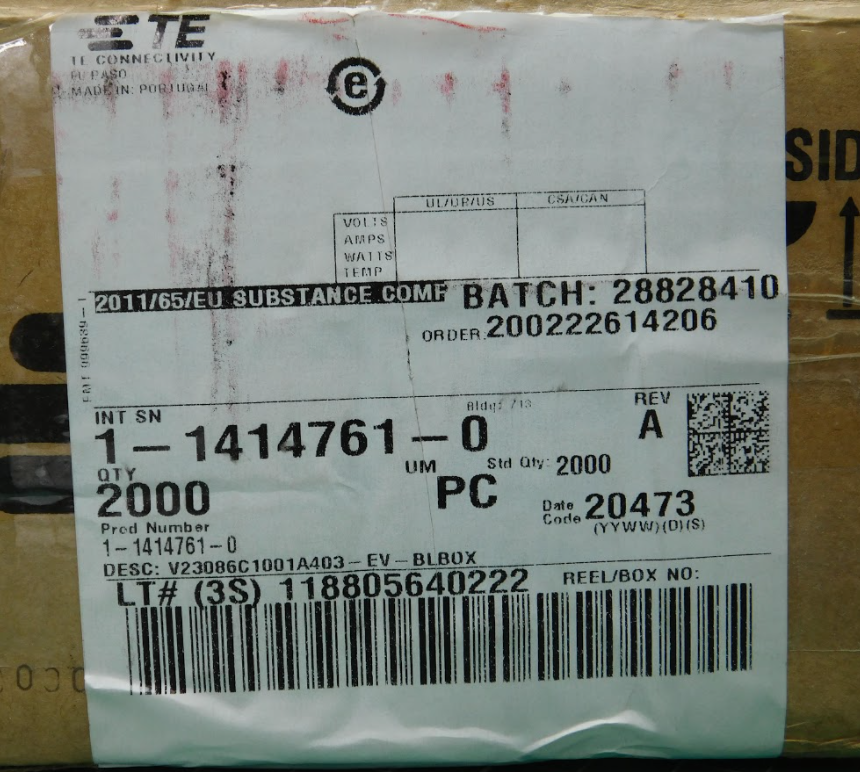 TE
TE CONNECTIVITY
EU PASO
MADE IN: PORTUGAL
e
UL/UR/US CSA/CAN
VOLTS
AMPS
WATTS
TEMP
SID
2011/65/EU SUBSTANCE COMP BATCH: 28828410
ORDER: 200222614206
INT SN Bldg: /13 REV
1-1414761-0 A
QTY UM Std Qty: 2000
2000 PC Date Code 20473
(YYWW)(D)(S)
Prod Number
1-1414761-0
DESC: V23086C1001A403-EV-BLBOX
LT# (3S) 118805640222 REEL/BOX NO: